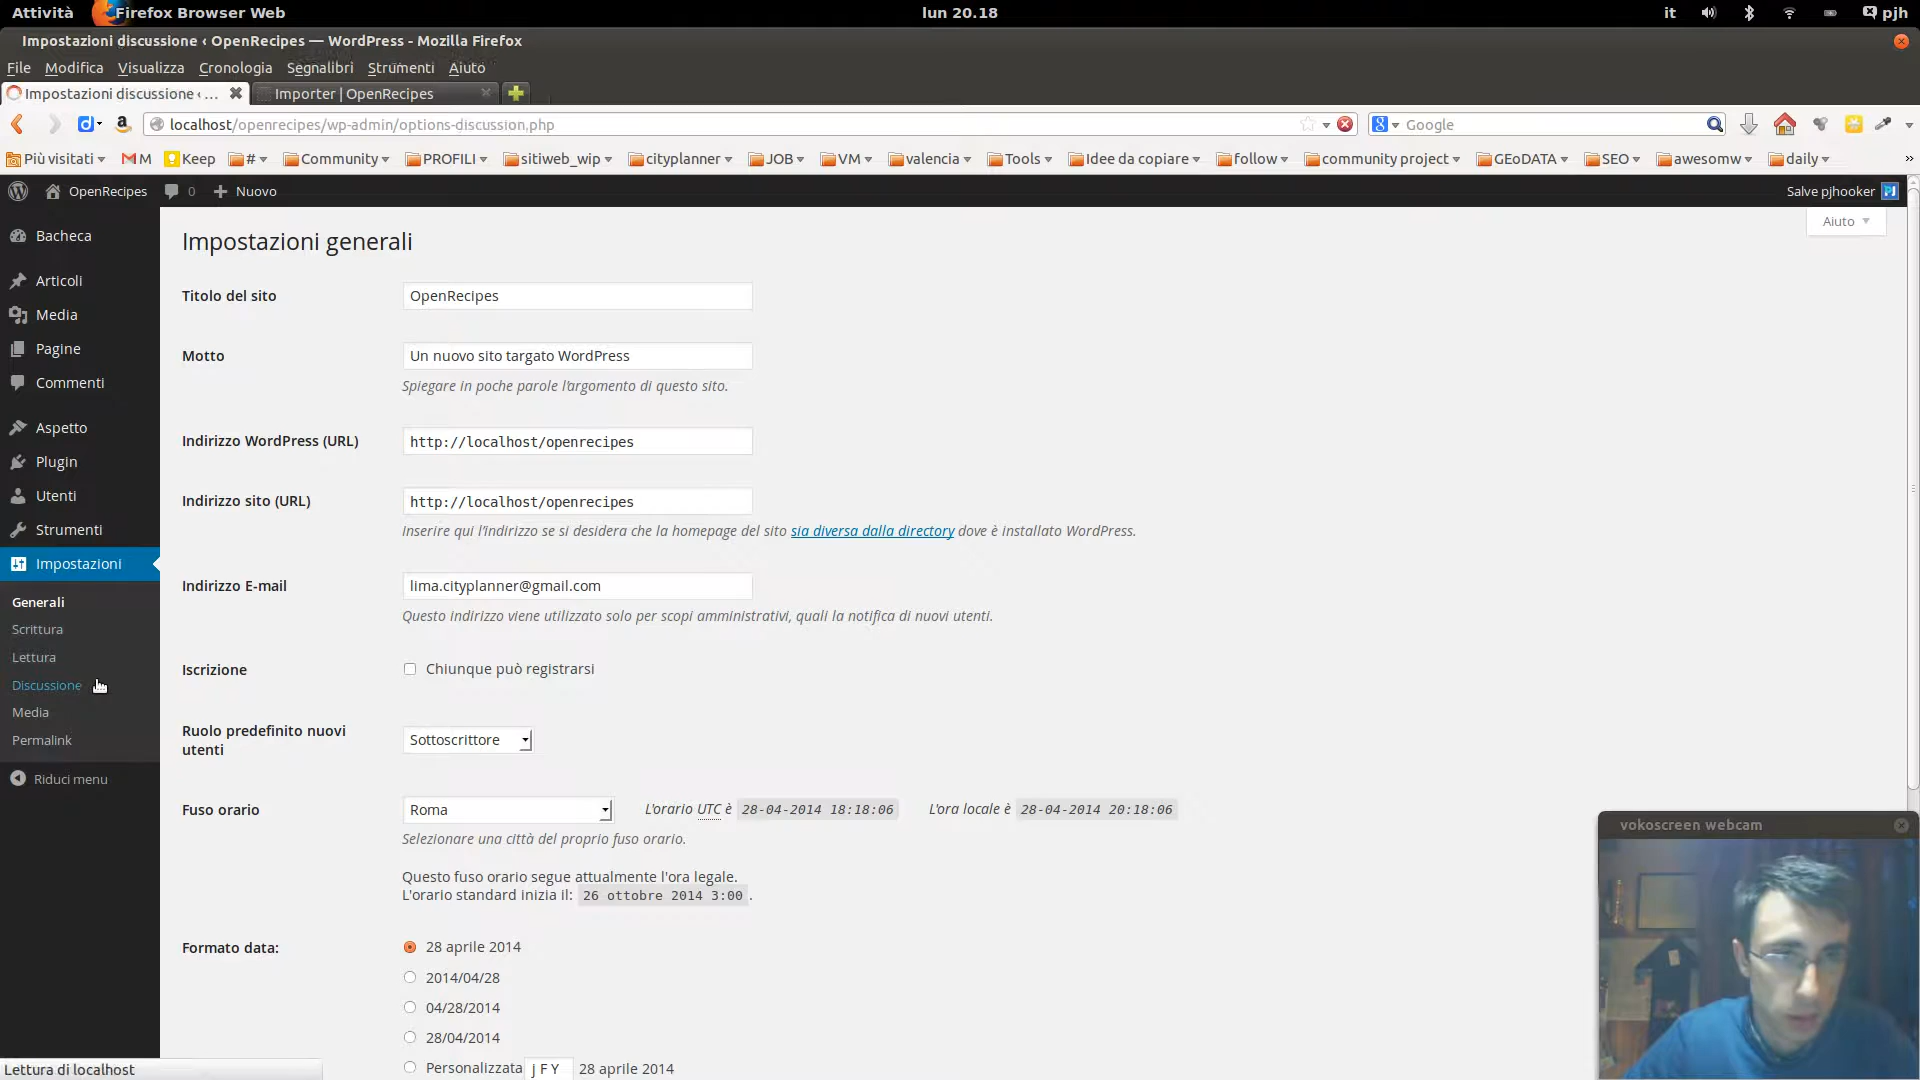 Attività Firefox Browser Web lun 20.18 it pjh
Impostazioni discussione ‹ OpenRecipes — WordPress - Mozilla Firefox
File Modifica Visualizza Cronologia Segnalibri Strumenti Aiuto
Impostazioni discussione ‹ ... Importer | OpenRecipes
localhost/openrecipes/wp-admin/options-discussion.php Google
Più visitati M Keep # Community PROFILI sitiweb_wip cityplanner JOB VM valencia Tools Idee da copiare follow community project GEoDATA SEO awesomw daily »
OpenRecipes 0 Nuovo Salve pjhooker
Aiuto
Bacheca
Articoli
Media
Pagine
Commenti
Aspetto
Plugin
Utenti
Strumenti
Impostazioni
Generali
Scrittura
Lettura
Discussione
Media
Permalink
Riduci menu
Impostazioni generali
Titolo del sito OpenRecipes
Motto Un nuovo sito targato WordPress
Spiegare in poche parole l'argomento di questo sito.
Indirizzo WordPress (URL) http://localhost/openrecipes
Indirizzo sito (URL) http://localhost/openrecipes
Inserire qui l'indirizzo se si desidera che la homepage del sito sia diversa dalla directory dove è installato WordPress.
Indirizzo E-mail lima.cityplanner@gmail.com
Questo indirizzo viene utilizzato solo per scopi amministrativi, quali la notifica di nuovi utenti.
Iscrizione Chiunque può registrarsi
Ruolo predefinito nuovi
utenti
Sottoscrittore
Fuso orario Roma L'orario UTC è 28-04-2014 18:18:06 L'ora locale è 28-04-2014 20:18:06
Selezionare una città del proprio fuso orario.
Questo fuso orario segue attualmente l'ora legale.
L'orario standard inizia il: 26 ottobre 2014 3:00 .
Formato data: 28 aprile 2014
2014/04/28
04/28/2014
28/04/2014
Personalizzata J F Y 28 aprile 2014
vokoscreen webcam
Lettura di localhost